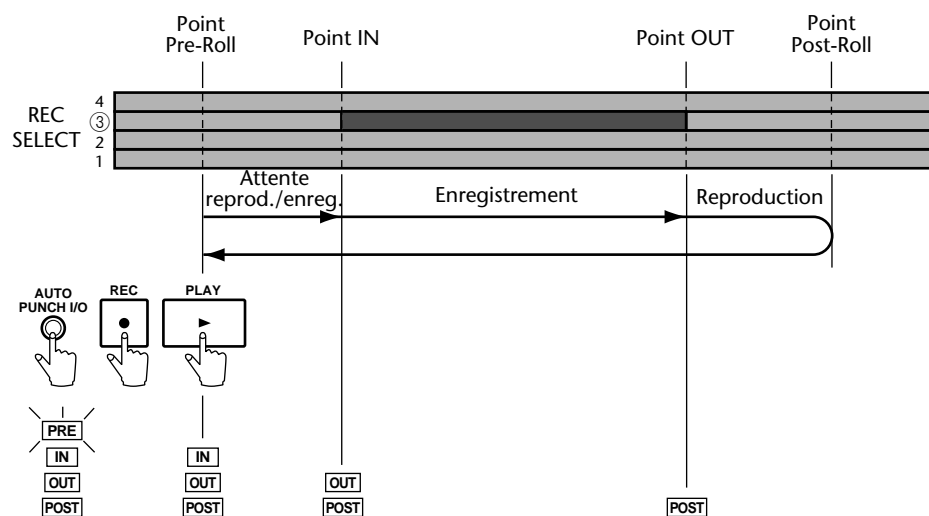 Point Pre-Roll
Point IN
Point OUT
Point Post-Roll
REC SELECT
4
③
2
1
Attente reprod./enreg.
Enregistrement
Reproduction
AUTO PUNCH I/O
REC
PLAY
PRE
IN
IN
OUT
OUT
OUT
POST
POST
POST
POST